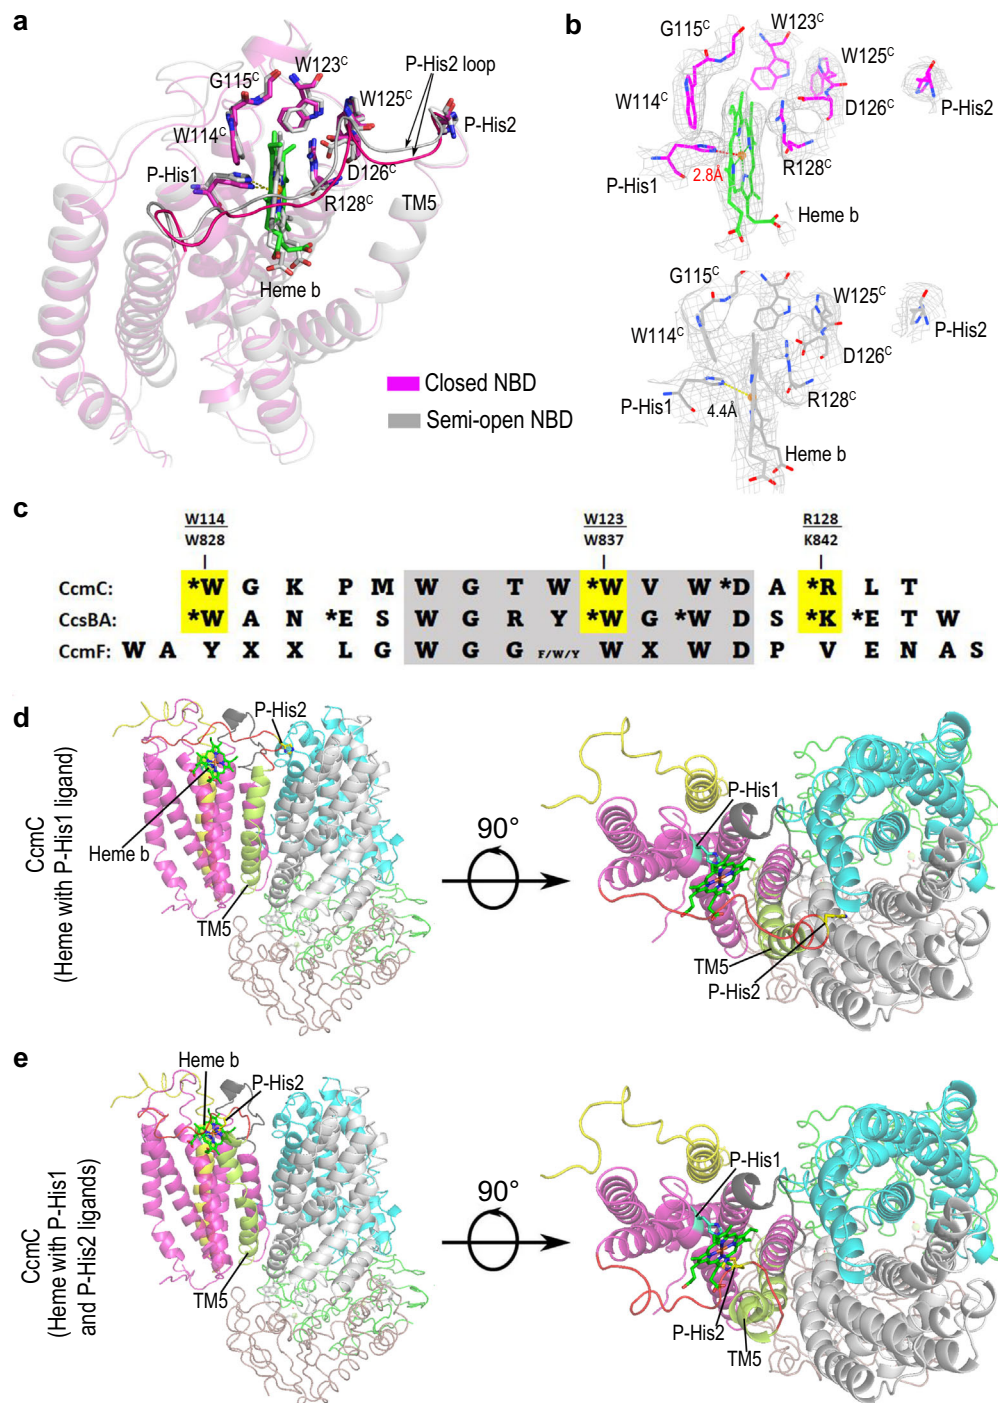 a
G115C
W123C
P-His2 loop
W125C
P-His2
W114C
D126C
P-His1
R128C
TM5
Heme b
Closed NBD
Semi-open NBD
b
W123C
G115C
W125C
W114C
D126C
P-His2
R128C
P-His1
2.8Å
Heme b
G115C
W125C
W114C
P-His2
D126C
R128C
P-His1
4.4Å
Heme b
c
W114 W123 R128
W828 W837 K842
CcmC: *W G K P M W G T W *W V W *D A *R L T
CcsBA: *W A N *E S W G R Y *W G *W D S *K *E T W
CcmF: W A Y X X L G W G G F/W/Y W X W D P V E N A S
d
CcmC
(Heme with P-His1 ligand)
P-His2
Heme b
TM5
90°
P-His1
TM5
P-His2
e
CcmC
(Heme with P-His1
and P-His2 ligands)
Heme b
P-His2
TM5
90°
P-His1
P-His2
TM5